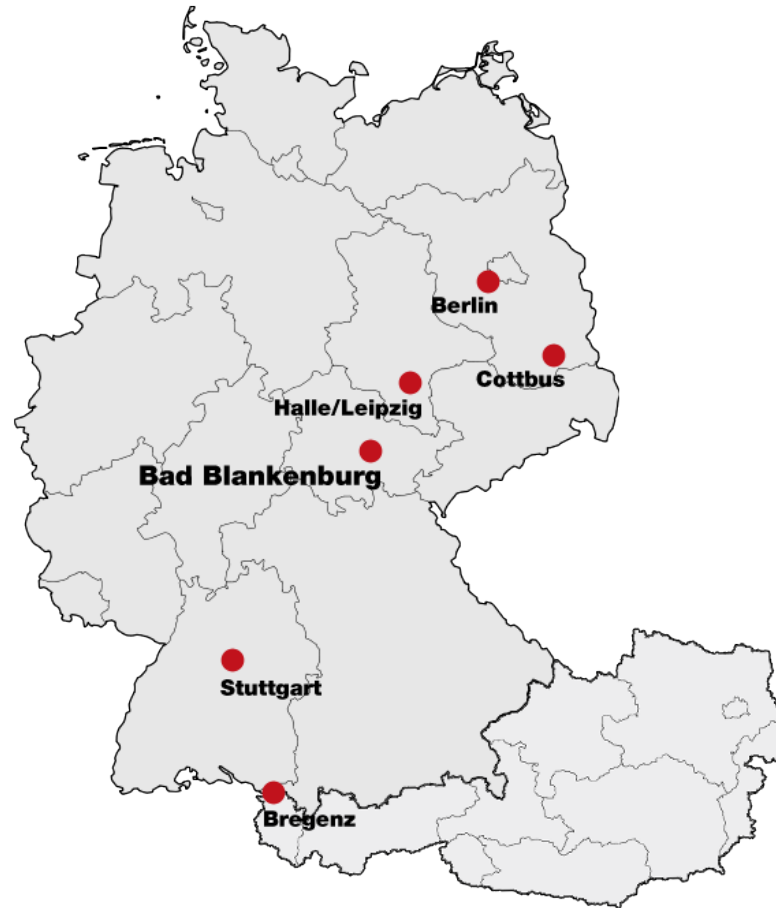 Berlin
Cottbus
Halle/Leipzig
Bad Blankenburg
Stuttgart
Bregenz